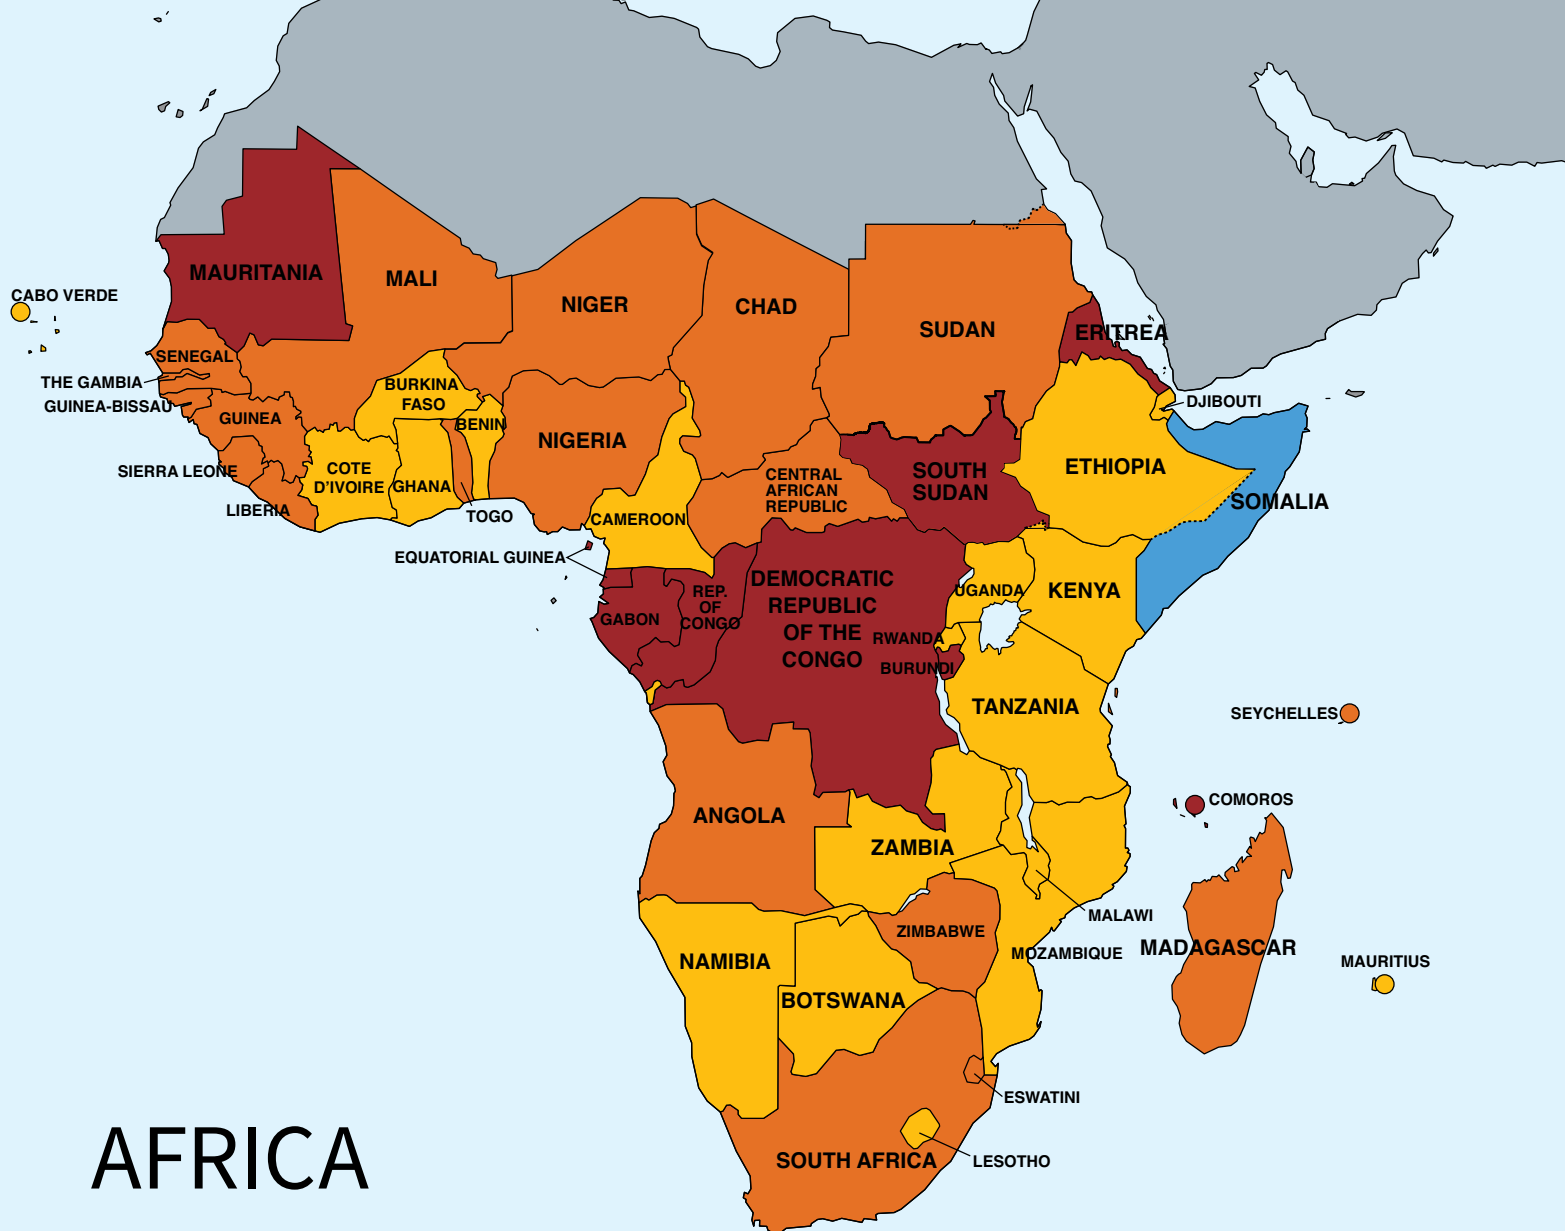 MAURITANIA
MALI
NIGER
CHAD
SUDAN
ERITREA
CABO VERDE
SENEGAL
THE GAMBIA
GUINEA-BISSAU
GUINEA
BURKINA
FASO
BENIN
NIGERIA
DJIBOUTI
SIERRA LEONE
COTE
D'IVOIRE
GHANA
LIBERIA
TOGO
CAMEROON
CENTRAL
AFRICAN
REPUBLIC
SOUTH
SUDAN
ETHIOPIA
SOMALIA
EQUATORIAL GUINEA
GABON
REP.
OF
CONGO
DEMOCRATIC
REPUBLIC
OF THE
CONGO
UGANDA
KENYA
RWANDA
BURUNDI
TANZANIA
SEYCHELLES
COMOROS
ANGOLA
ZAMBIA
MALAWI
ZIMBABWE
MOZAMBIQUE
MADAGASCAR
MAURITIUS
NAMIBIA
BOTSWANA
ESWATINI
SOUTH AFRICA
LESOTHO
AFRICA